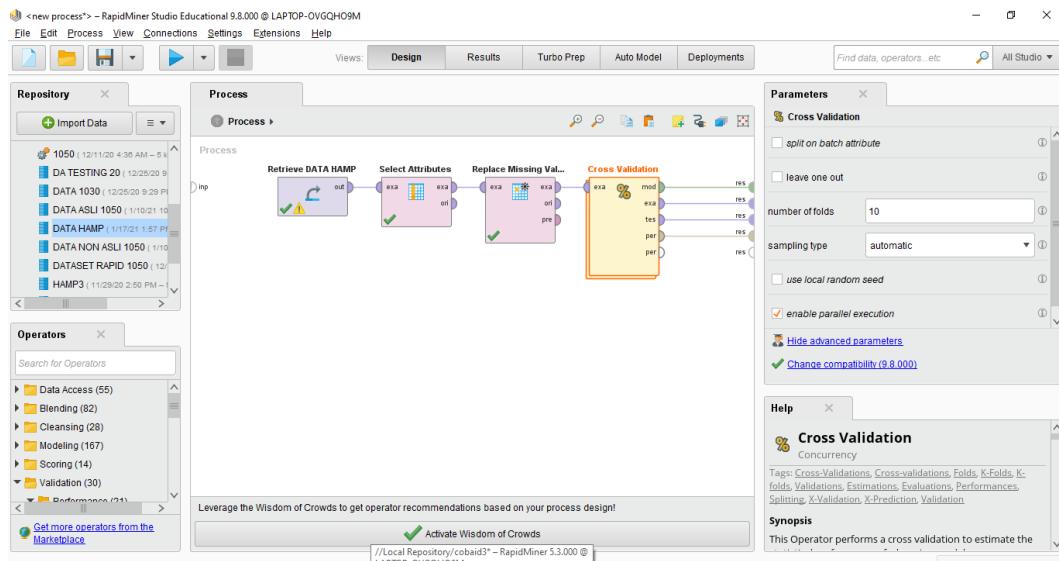 <new process*> – RapidMiner Studio Educational 9.8.000 @ LAPTOP-OVGQHO9M
File Edit Process View Connections Settings Extensions Help
Views: Design Results Turbo Prep Auto Model Deployments
Find data, operators...etc
All Studio
Repository
Import Data
1050 ( 12/11/20 4:36 AM – 5 k
DA TESTING 20 ( 12/25/20 9
DATA 1030 ( 12/25/20 9:29 P
DATA ASLI 1050 ( 1/10/21 10
DATA HAMP ( 1/17/21 1:57 P
DATA NON ASLI 1050 ( 1/10
DATASET RAPID 1050 ( 12/
HAMP3 ( 11/29/20 2:50 PM –
Operators
Search for Operators
Data Access (55)
Blending (82)
Cleansing (28)
Modeling (167)
Scoring (14)
Validation (30)
Performance (21)
Get more operators from the
Marketplace
Process
Process
Process
Retrieve DATA HAMP
Select Attributes
Replace Missing Val...
Cross Validation
inp
out
exa exa
ori
exa exa
ori
pre
exa mod
exa
tes
per
per
res
res
res
res
res
Leverage the Wisdom of Crowds to get operator recommendations based on your process design!
Activate Wisdom of Crowds
//Local Repository/cobaid3* – RapidMiner 5.3.000 @
Parameters
Cross Validation
split on batch attribute
leave one out
number of folds 10
sampling type automatic
use local random seed
enable parallel execution
Hide advanced parameters
Change compatibility (9.8.000)
Help
Cross Validation
Concurrency
Tags: Cross-Validations, Cross-validations, Folds, K-Folds, K-
folds, Validations, Estimations, Evaluations, Performances,
Splitting, X-Validation, X-Prediction, Validation
Synopsis
This Operator performs a cross validation to estimate the